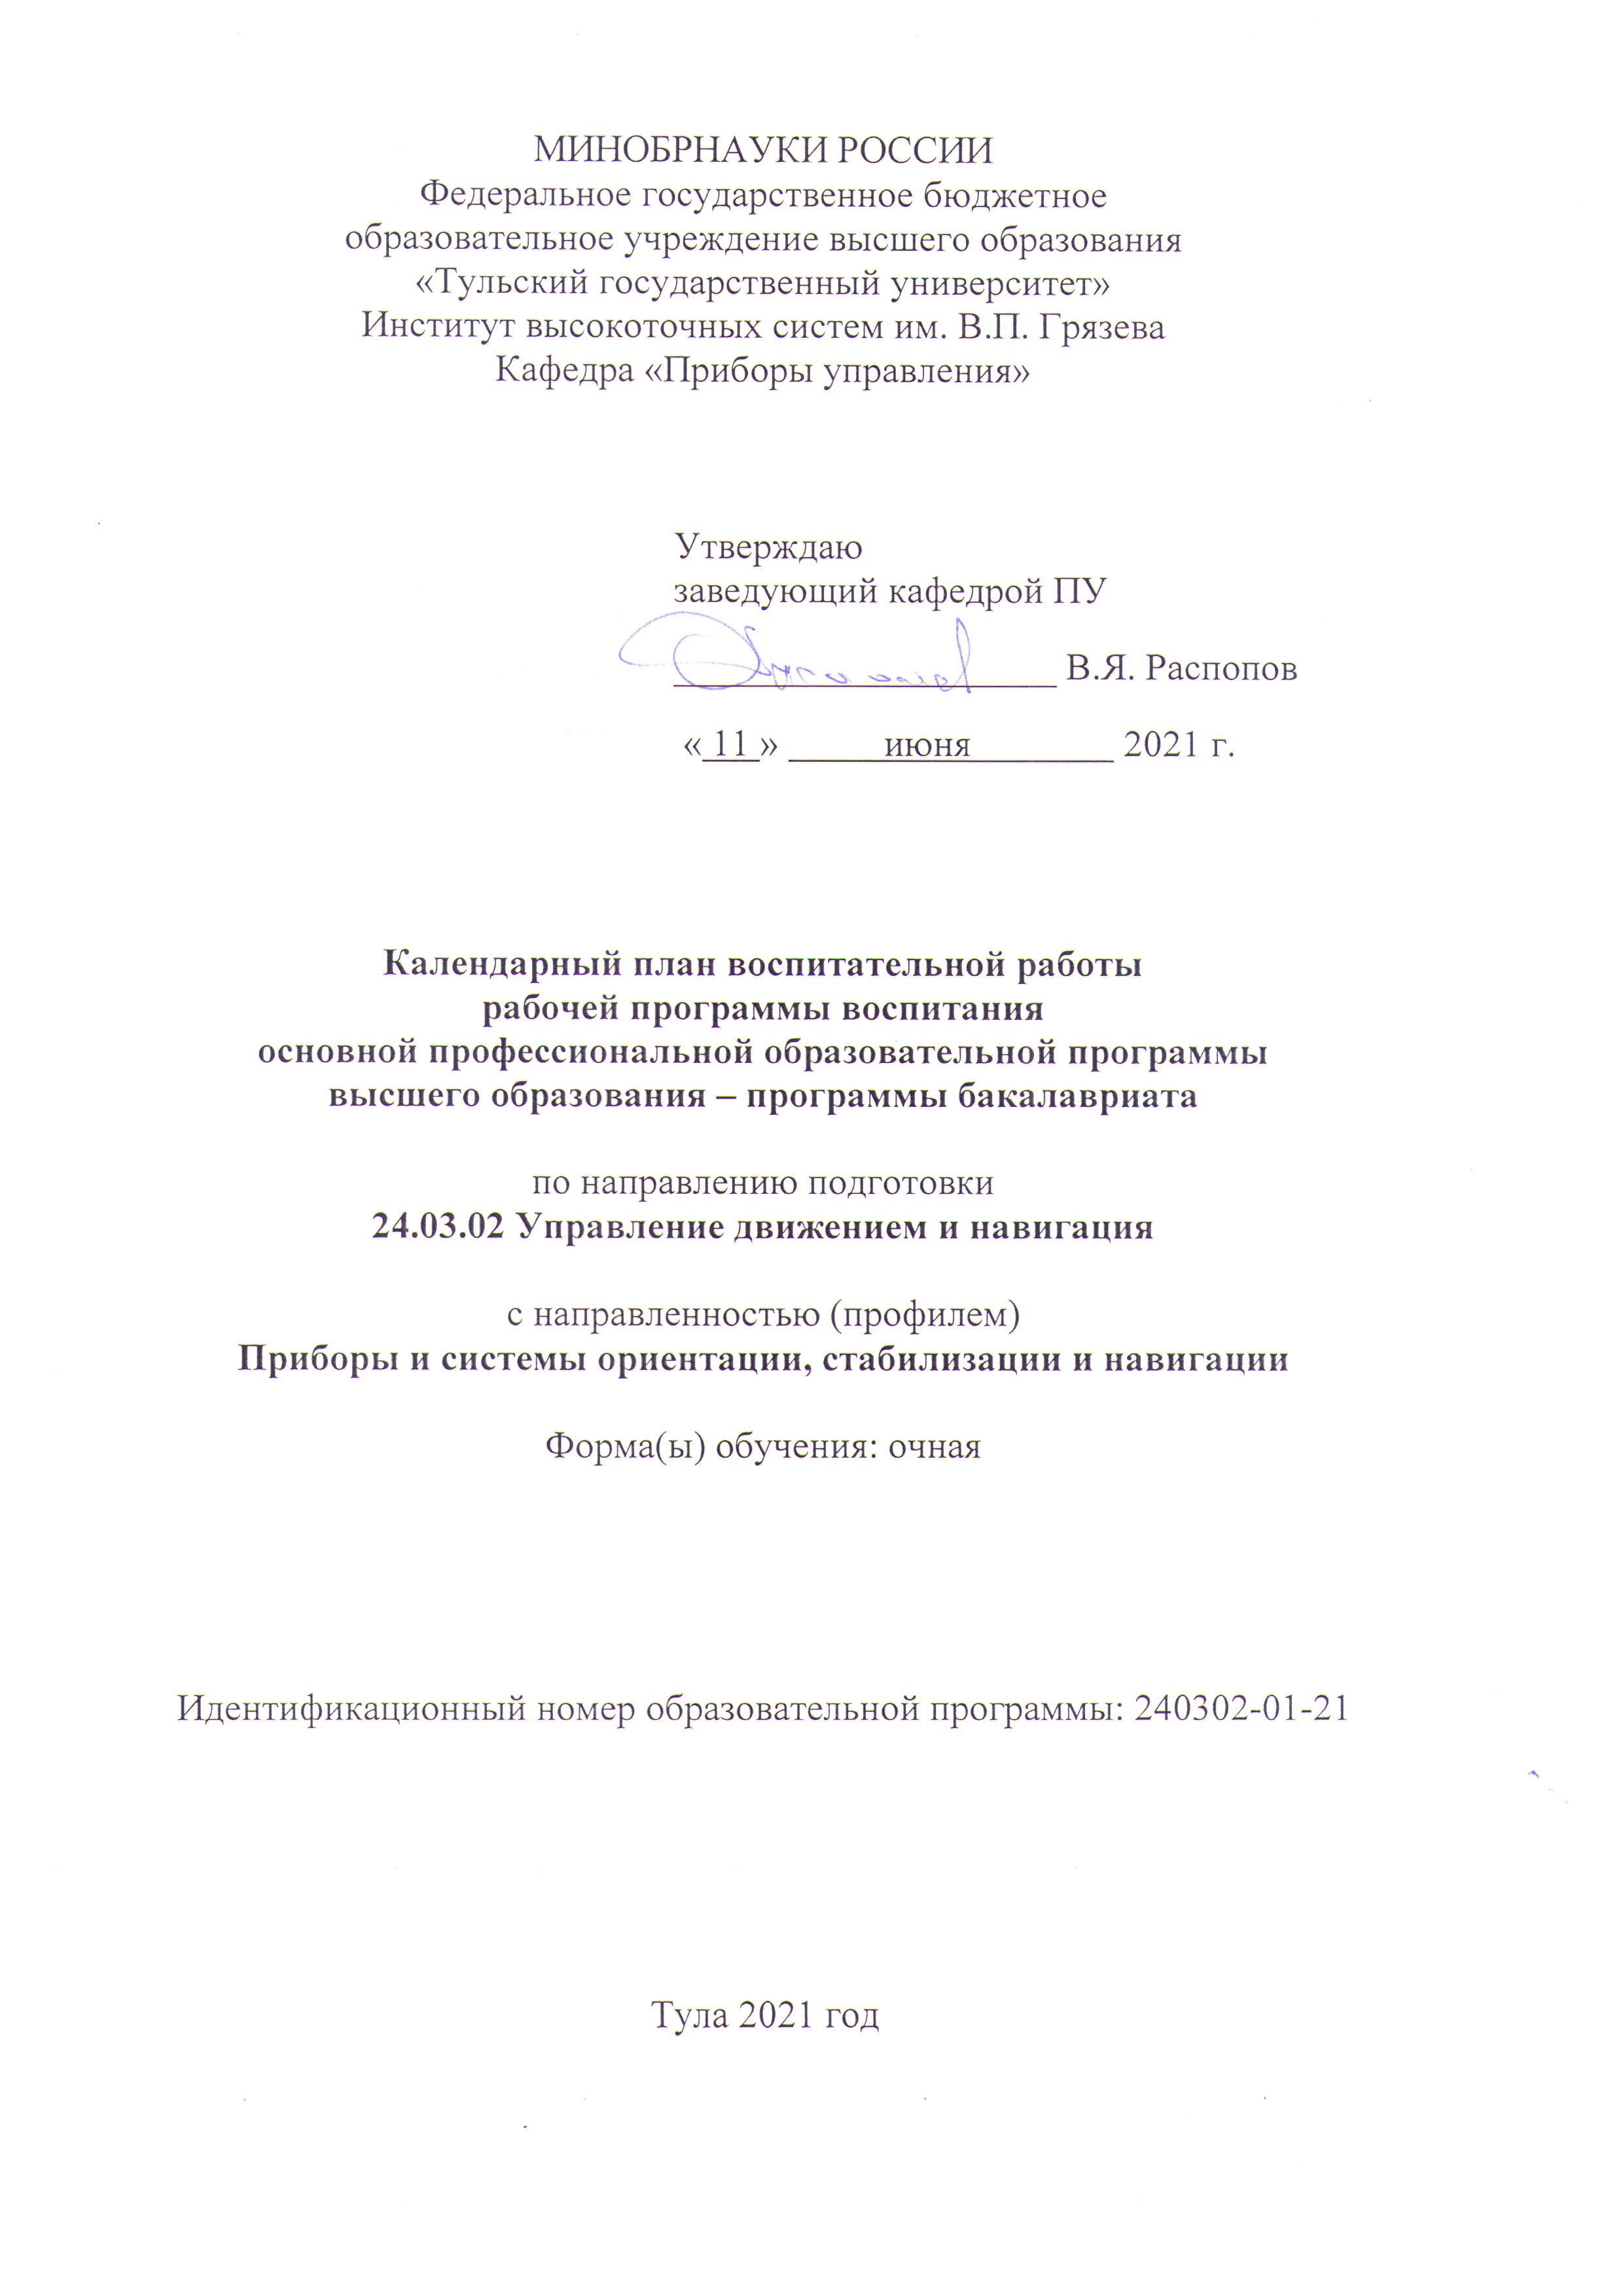 МИНОБРНАУКИ РОССИИ
Федеральное государственное бюджетное
образовательное учреждение высшего образования
«Тульский государственный университет»
Институт высокоточных систем им. В.П. Грязева
Кафедра «Приборы управления»
Утверждаю
заведующий кафедрой ПУ
В.Я. Распопов
« 11 » июня 2021 г.
Календарный план воспитательной работы
рабочей программы воспитания
основной профессиональной образовательной программы
высшего образования – программы бакалавриата
по направлению подготовки
24.03.02 Управление движением и навигация
с направленностью (профилем)
Приборы и системы ориентации, стабилизации и навигации
Форма(ы) обучения: очная
Идентификационный номер образовательной программы: 240302-01-21
Тула 2021 год